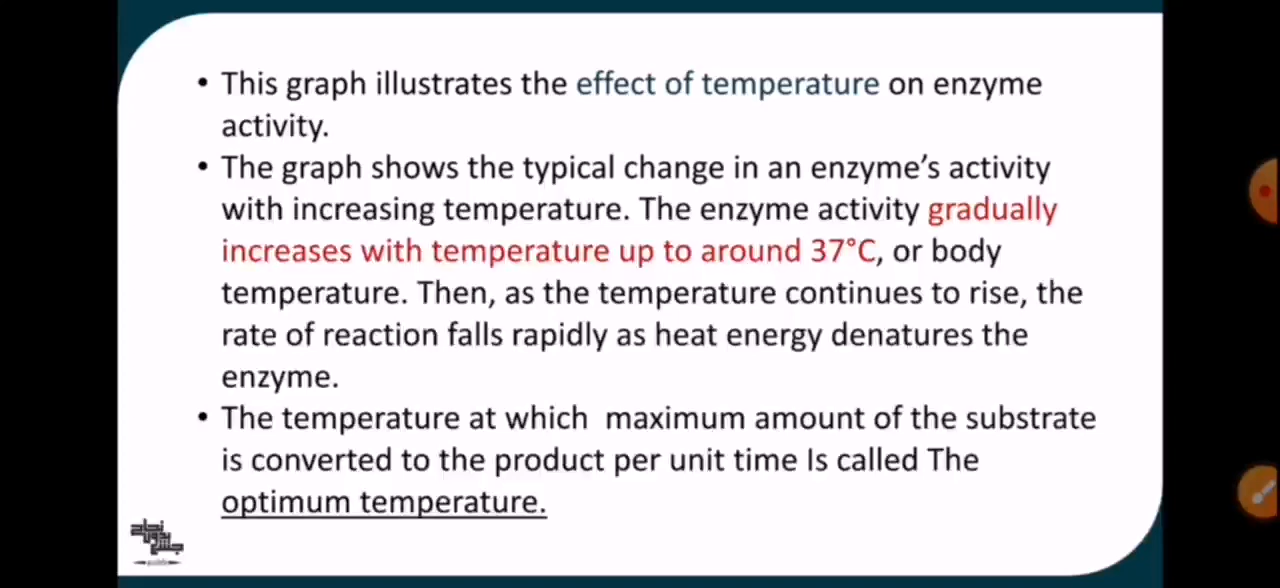 • This graph illustrates the effect of temperature on enzyme
activity.
• The graph shows the typical change in an enzyme’s activity
with increasing temperature. The enzyme activity gradually
increases with temperature up to around 37°C, or body
temperature. Then, as the temperature continues to rise, the
rate of reaction falls rapidly as heat energy denatures the
enzyme.
• The temperature at which maximum amount of the substrate
is converted to the product per unit time Is called The
optimum temperature.